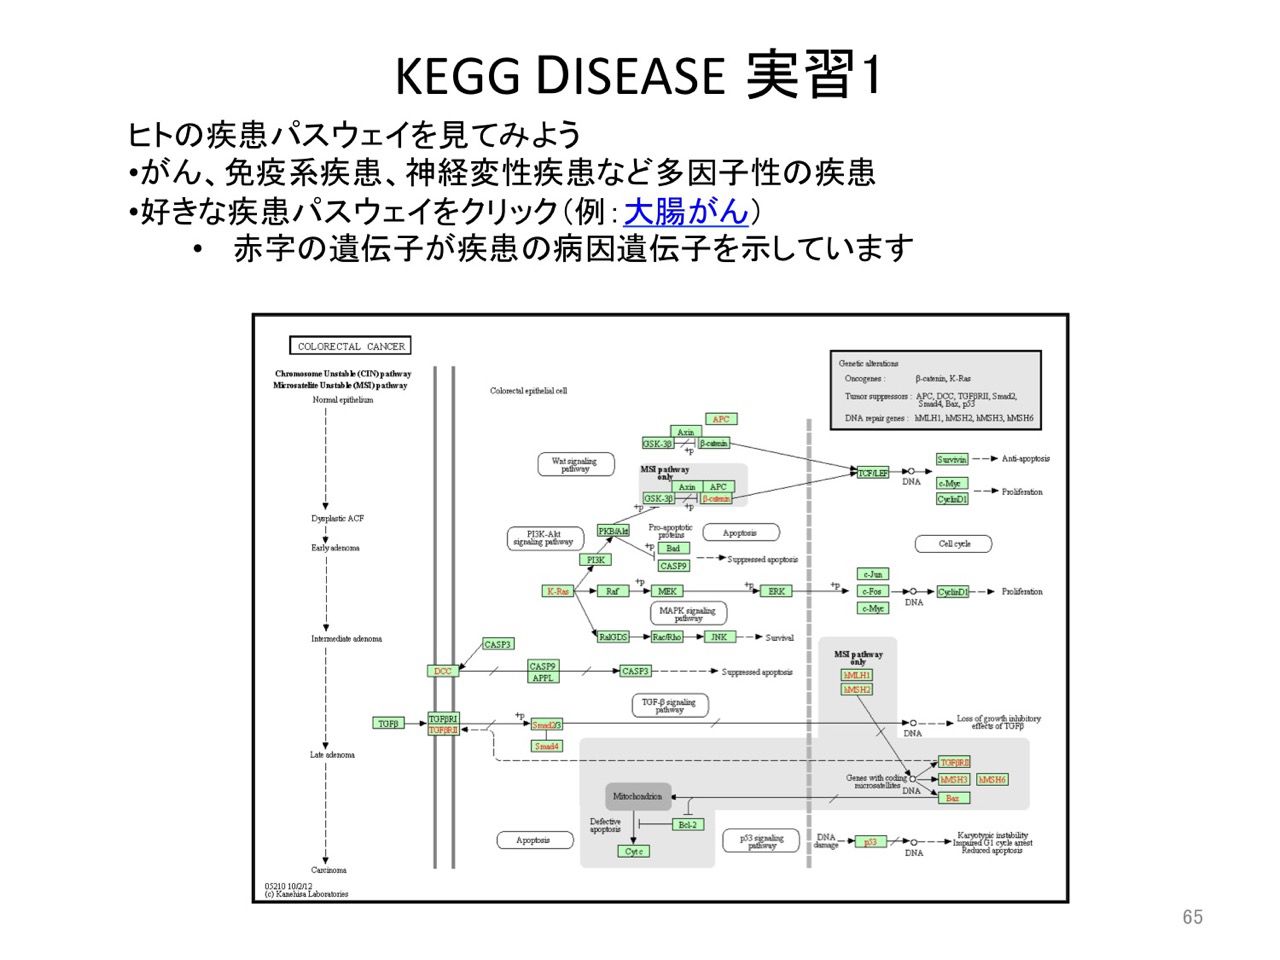 KEGG DISEASE 実習1
ヒトの疾患パスウェイを見てみよう
•がん、免疫系疾患、神経変性疾患など多因子性の疾患
•好きな疾患パスウェイをクリック（例：大腸がん）
• 赤字の遺伝子が疾患の病因遺伝子を示しています
COLORECTAL CANCER
Chromosome Unstable (CIN) pathway
Microsatellite Unstable (MSI) pathway
Normal epithelium
Dysplastic ACF
Early adenoma
Intermediate adenoma
Late adenoma
Carcinoma
Colorectal epithelial cell
Genetic alterations
Oncogenes : β-catenin, K-Ras
Tumor suppressors : APC, DCC, TGFβRII, Smad2,
Smad4, Bax, p53
DNA repair genes : hMLH1, hMSH2, hMSH3, hMSH6
APC
Axin
GSK-3β
β-catenin
+p
Wnt signaling
pathway
MSI pathway
only
Axin
APC
GSK-3β
β-catenin
+p
+p
TCF/LEF
DNA
Survivin
Anti-apoptosis
c-Myc
CyclinD1
Proliferation
PI3K-Akt
signaling pathway
PKB/Akt
Pro-apoptotic
proteins
Apoptosis
Cell cycle
PI3K
+p
Bad
CASP9
Suppressed apoptosis
K-Ras
Raf
+p
MEK
+p
ERK
+p
c-Jun
c-Fos
c-Myc
DNA
CyclinD1
Proliferation
MAPK signaling
pathway
RalGDS
Rac/Rho
JNK
Survival
CASP3
DCC
CASP9
APPL
CASP3
Suppressed apoptosis
MSI pathway
only
hMLH1
hMSH2
TGF-β signaling
pathway
TGFβ
TGFβRI
TGFβRII
+p
Smad2/3
Smad4
DNA
Loss of growth inhibitory
effects of TGFβ
Genes with coding
microsatellites
DNA
TGFβRII
hMSH3
hMSH6
Bax
Mitochondrion
Defective
apoptosis
Bcl-2
Cytc
Apoptosis
p53 signaling
pathway
DNA
damage
p53
DNA
Karyotypic instability
Impaired G1 cycle arrest
Reduced apoptosis
05210 10/2/12
(c) Kanehisa Laboratories
65